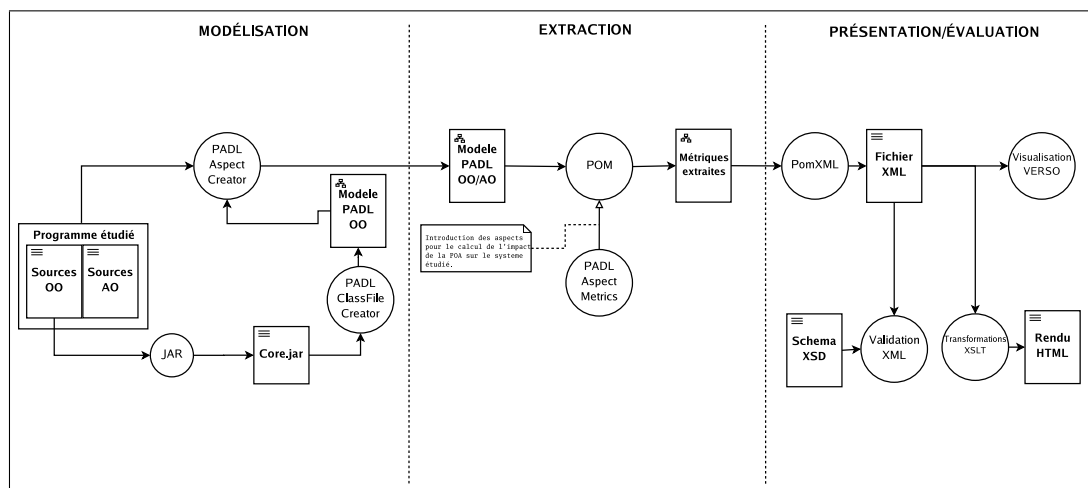 MODÉLISATION
EXTRACTION
PRÉSENTATION/ÉVALUATION
PADL
Aspect
Creator
Modele
PADL
OO
Programme étudié
Sources
OO
Sources
AO
PADL
ClassFile
Creator
JAR
Core.jar
Modele
PADL
OO/AO
POM
Métriques
extraites
Introduction des aspects
pour le calcul de l'impact
de la POA sur le systeme
étudié.
PADL
Aspect
Metrics
PomXML
Fichier
XML
Visualisation
VERSO
Schema
XSD
Validation
XML
Transformations
XSLT
Rendu
HTML